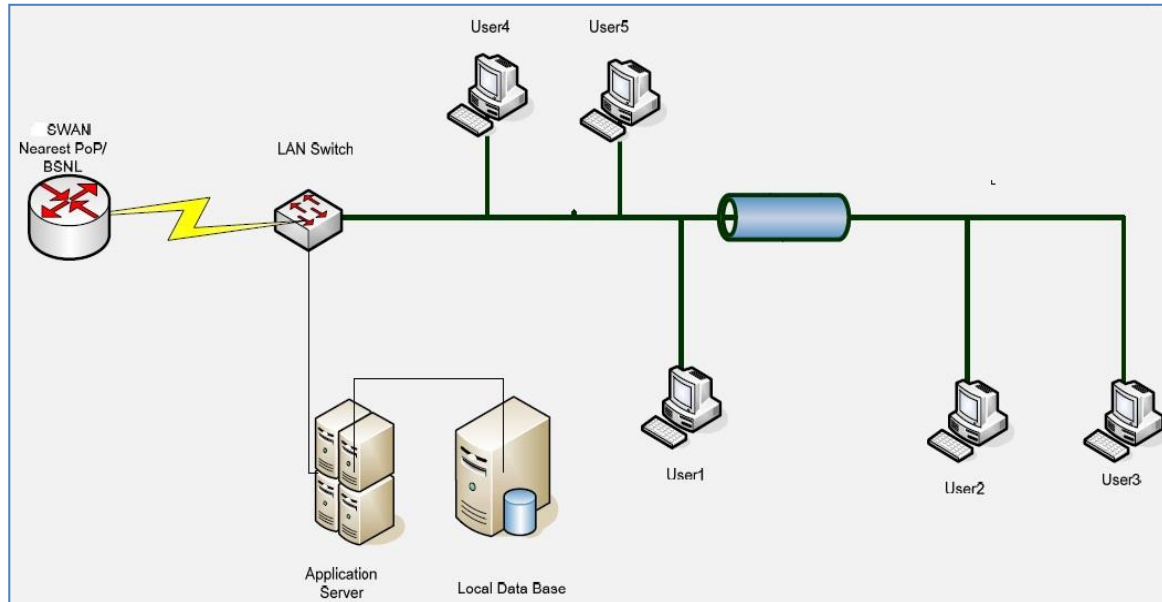 User4
User5
SWAN
Nearest PoP/
BSNL
LAN Switch
User1
User2
User3
Application
Server
Local Data Base